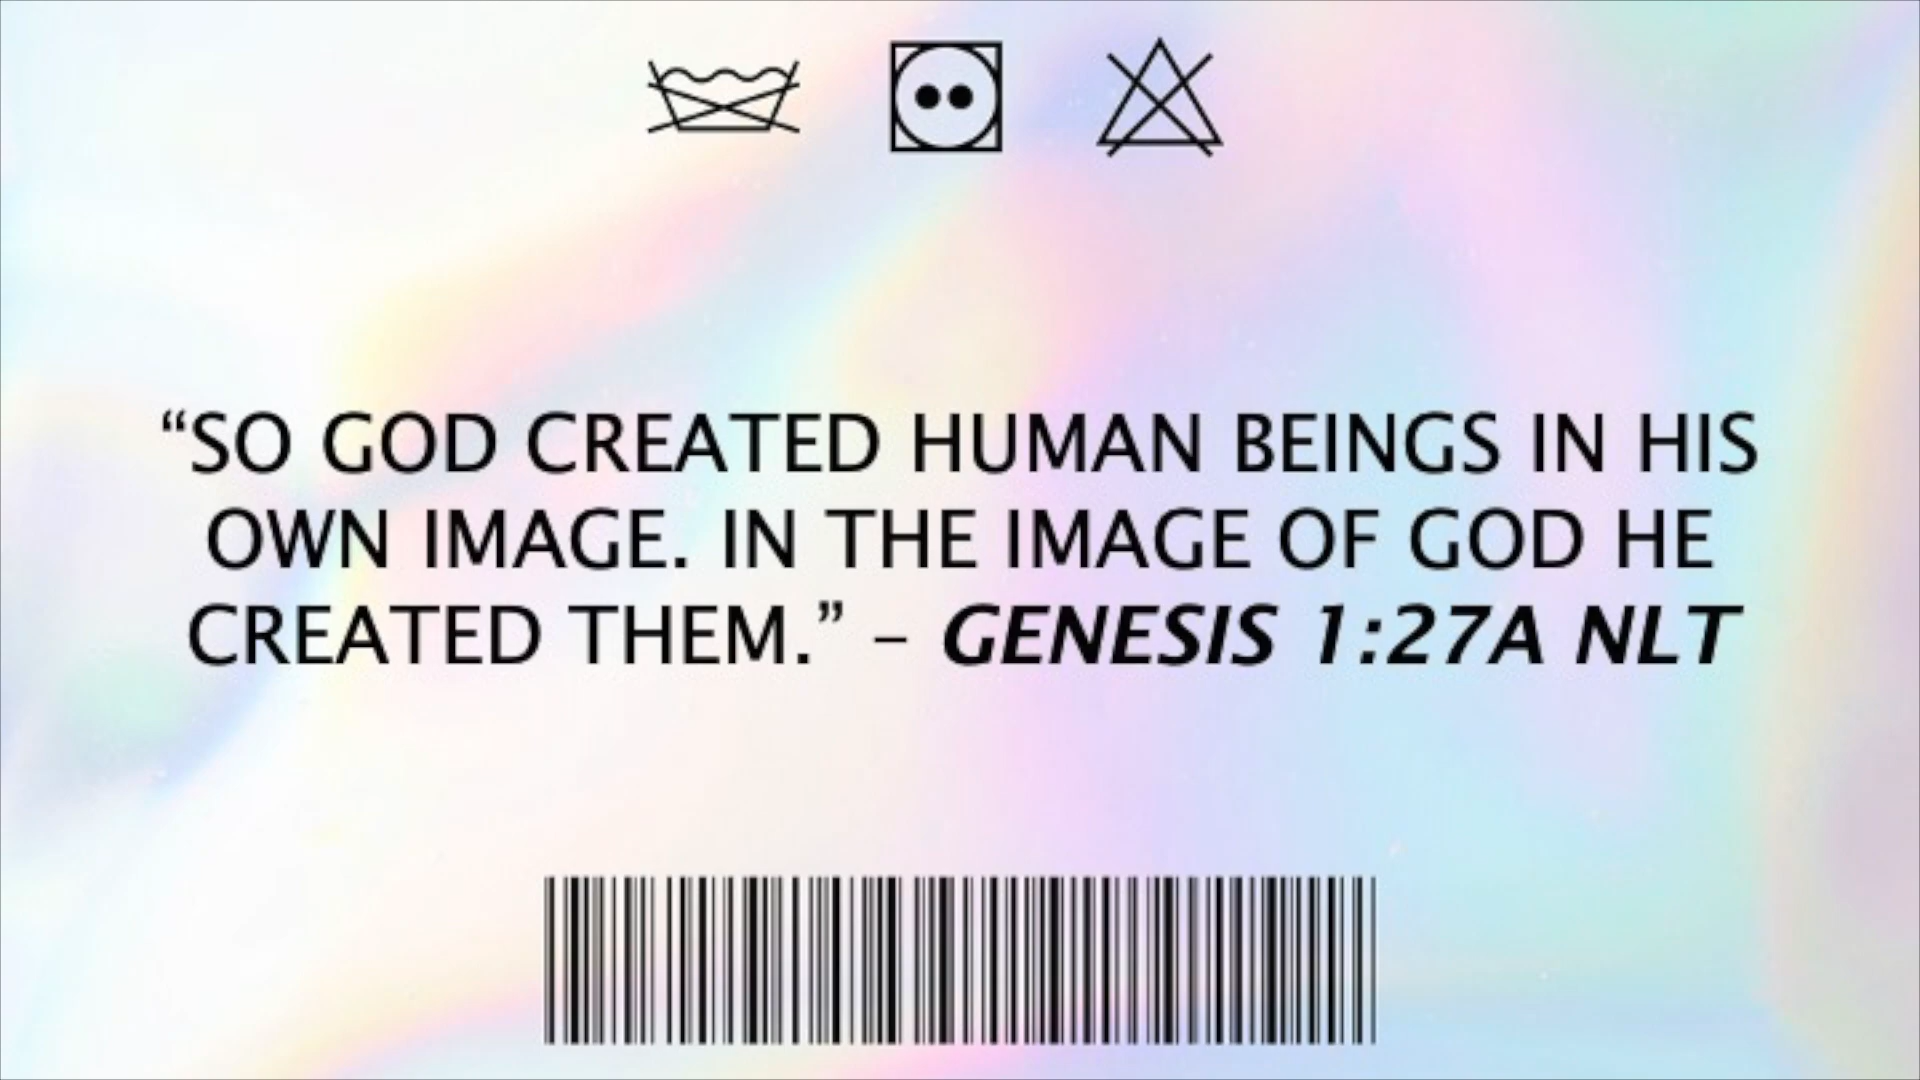 “SO GOD CREATED HUMAN BEINGS IN HIS
OWN IMAGE. IN THE IMAGE OF GOD HE
CREATED THEM.” – GENESIS 1:27A NLT